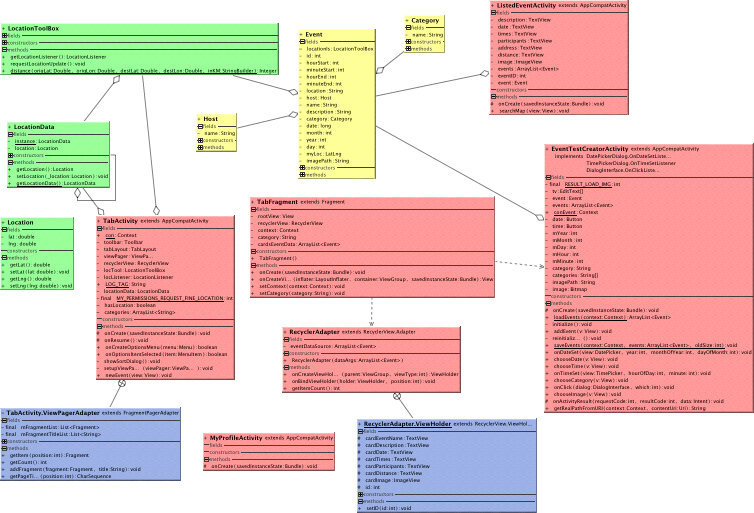 LocationToolBox
fields
constructors
methods
+ getLocationListener(): LocationListener
+ requestLocationUpdate(): void
+ distance(origLat: Double, origLon: Double, destLat: Double, destLon: Double, inKM: StringBuilder): Integer
Event
fields
- locationls: LocationToolBox
- id: int
- hourStart: int
- minuteStart: int
- hourEnd: int
- minuteEnd: int
- location: String
- host: Host
- name: String
- description: String
- category: Category
- date: long
- month: int
- year: int
- day: int
- myLoc: LatLng
- imagePath: String
constructors
methods
Category
fields
- name: String
constructors
methods
ListedEventActivity extends AppCompatActivity
fields
- description: TextView
- date: TextView
- times: TextView
- participants: TextView
- address: TextView
- distance: TextView
- image: ImageView
- events: ArrayList<Event>
- eventID: int
- event: Event
constructors
methods
# onCreate(savedInstanceState: Bundle): void
+ searchMap(view: View): void
Host
fields
- name: String
constructors
methods
LocationData
fields
- instance: LocationData
- location: Location
constructors
methods
+ getLocation(): Location
+ setLocation(_location: Location): void
+ getLocationData(): LocationData
Location
fields
- lat: double
- lng: double
constructors
methods
+ getLat(): double
+ setLat(lat: double): void
+ getLng(): double
+ setLng(lng: double): void
TabActivity extends AppCompatActivity
fields
+ con: Context
- toolbar: Toolbar
- tabLayout: TabLayout
- viewPager: ViewPa...
- recyclerView: RecyclerView
- locTool: LocationToolBox
- locListener: LocationListener
+ LOC_TAG: String
- locationData: LocationData
- final MY_PERMISSIONS_REQUEST_FINE_LOCATION: int
- hasLocation: boolean
- categories: ArrayList<String>
constructors
methods
# onCreate(savedInstanceState: Bundle): void
# onResume(): void
+ onCreateOptionsMenu(menu: Menu): boolean
+ onOptionsItemSelected(item: MenuItem): boolean
- showSortDialog(): void
- setupViewPa... (viewPager: ViewPa...): void
+ newEvent(view: View): void
TabFragment extends Fragment
fields
- rootView: View
- recyclerView: RecyclerView
- context: Context
- category: String
- cardsEventData: ArrayList<Event>
constructors
+ TabFragment()
methods
+ onCreate(savedInstanceState: Bundle): void
+ onCreateVi... (inflater: LayoutInflater, container: ViewGroup, savedInstanceState: Bundle): View
+ setContext(context: Context): void
+ setCategory(category: String): void
EventTestCreatorActivity extends AppCompatActivity
implements DatePickerDialog.OnDateSetListe...
TimePickerDialog.OnTimeSetListener
DialogInterface.OnClickListe...
fields
- final RESULT_LOAD_IMG: int
- tv: EditText[]
- event: Event
- events: ArrayList<Event>
+ conEvent: Context
- date: Button
- time: Button
- mYear: int
- mMonth: int
- mDay: int
- mHour: int
- mMinute: int
- category: String
- categories: String[]
- imagePath: String
- image: Bitmap
constructors
methods
# onCreate(savedInstanceState: Bundle): void
+ loadEvents(context: Context): ArrayList<Event>
- initialize(): void
+ addEvent(view: View): void
- reinitializ... (): void
+ saveEvents(context: Context, events: ArrayList<Event>, oldSize: int)
+ onDateSet(view: DatePicker, year: int, monthOfYear: int, dayOfMonth: int): void
+ chooseDate(v: View): void
+ chooseTime(v: View): void
+ onTimeSet(view: TimePicker, hourOfDay: int, minute: int): void
+ chooseCategory(v: View): void
+ onClick(dialog: DialogInterface, which: int): void
+ chooseImage(v: View): void
# onActivityResult(requestCode: int, resultCode: int, data: Intent): void
+ getRealPathFromURI(context: Context, contentUri: Uri): String
RecyclerAdapter extends RecyclerView.Adapter
fields
- eventDataSource: ArrayList<Event>
constructors
+ RecyclerAdapter(dataArgs: ArrayList<Event>)
methods
+ onCreateViewHol... (parent: ViewGroup, viewType: int): ViewHolder
+ onBindViewHolder(holder: ViewHolder, position: int): void
+ getItemCount(): int
TabActivity.ViewPagerAdapter extends FragmentPagerAdapter
fields
- final mFragmentList: List<Fragment>
- final mFragmentTitleList: List<String>
constructors
methods
+ getItem(position: int): Fragment
+ getCount(): int
+ addFragment(fragment: Fragment, title: String): void
+ getPageTi... (position: int): CharSequence
MyProfileActivity extends AppCompatActivity
fields
constructors
methods
# onCreate(savedInstanceState: Bundle): void
RecyclerAdapter.ViewHolder extends RecyclerView.ViewHol...
fields
# cardEventName: TextView
# cardDescription: TextView
# cardDate: TextView
# cardTimes: TextView
# cardParticipants: TextView
# cardDistance: TextView
# cardImage: ImageView
# id: int
constructors
methods
+ setID(id: int): void